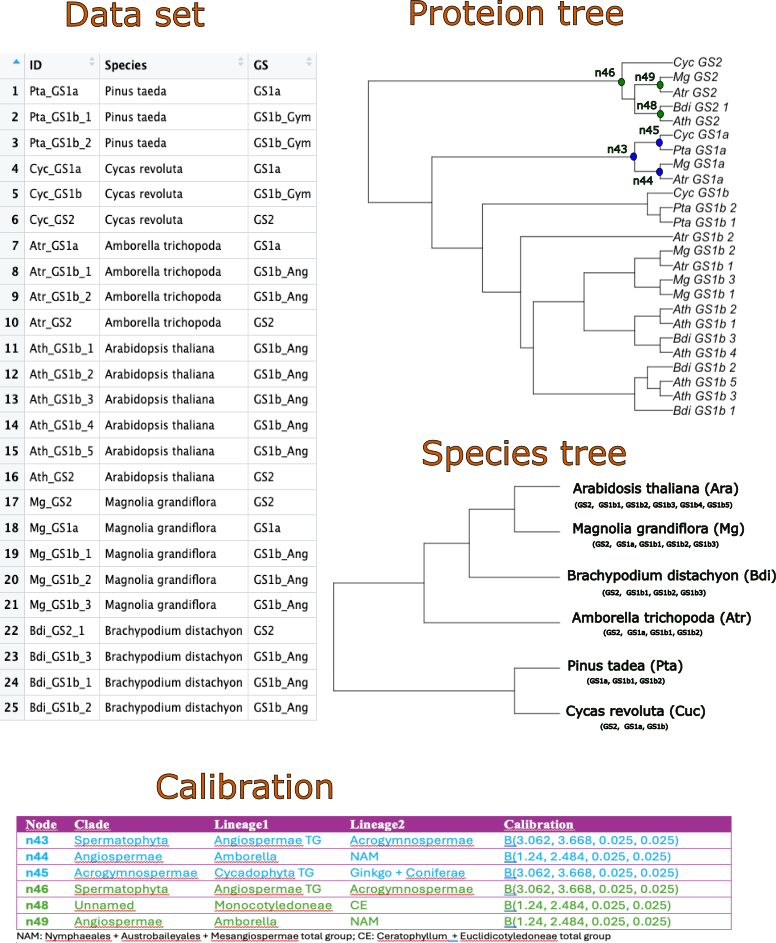 Data set
ID Species GS
1 Pta_GS1a Pinus taeda GS1a
2 Pta_GS1b_1 Pinus taeda GS1b_Gym
3 Pta_GS1b_2 Pinus taeda GS1b_Gym
4 Cyc_GS1a Cycas revoluta GS1a
5 Cyc_GS1b Cycas revoluta GS1b_Gym
6 Cyc_GS2 Cycas revoluta GS2
7 Atr_GS1a Amborella trichopoda GS1a
8 Atr_GS1b_1 Amborella trichopoda GS1b_Ang
9 Atr_GS1b_2 Amborella trichopoda GS1b_Ang
10 Atr_GS2 Amborella trichopoda GS2
11 Ath_GS1b_1 Arabidopsis thaliana GS1b_Ang
12 Ath_GS1b_2 Arabidopsis thaliana GS1b_Ang
13 Ath_GS1b_3 Arabidopsis thaliana GS1b_Ang
14 Ath_GS1b_4 Arabidopsis thaliana GS1b_Ang
15 Ath_GS1b_5 Arabidopsis thaliana GS1b_Ang
16 Ath_GS2 Arabidopsis thaliana GS2
17 Mg_GS2 Magnolia grandiflora GS2
18 Mg_GS1a Magnolia grandiflora GS1a
19 Mg_GS1b_1 Magnolia grandiflora GS1b_Ang
20 Mg_GS1b_2 Magnolia grandiflora GS1b_Ang
21 Mg_GS1b_3 Magnolia grandiflora GS1b_Ang
22 Bdi_GS2_1 Brachypodium distachyon GS2
23 Bdi_GS1b_3 Brachypodium distachyon GS1b_Ang
24 Bdi_GS1b_1 Brachypodium distachyon GS1b_Ang
25 Bdi_GS1b_2 Brachypodium distachyon GS1b_Ang
Proteion tree
Cyc GS2
n46
n49 Mg GS2
Atr GS2
n48 Bdi GS2 1
Ath GS2
n45 Cyc GS1a
n43 Pta GS1a
Mg GS1a
n44 Atr GS1a
Cyc GS1b
Pta GS1b 2
Pta GS1b 1
Atr GS1b 2
Mg GS1b 2
Atr GS1b 1
Mg GS1b 3
Mg GS1b 1
Ath GS1b 2
Ath GS1b 1
Bdi GS1b 3
Ath GS1b 4
Bdi GS1b 2
Ath GS1b 5
Ath GS1b 3
Bdi GS1b 1
Species tree
Arabidosis thaliana (Ara)
(GS2, GS1b1, GS1b2, GS1b3, GS1b4, GS1b5)
Magnolia grandiflora (Mg)
(GS2, GS1a, GS1b1, GS1b2, GS1b3)
Brachypodium distachyon (Bdi)
(GS2, GS1b1, GS1b2, GS1b3)
Amborella trichopoda (Atr)
(GS2, GS1a, GS1b1, GS1b2)
Pinus tadea (Pta)
(GS1a, GS1b1, GS1b2)
Cycas revoluta (Cuc)
(GS2, GS1a, GS1b)
Calibration
Node Clade Lineage1 Lineage2 Calibration
n43 Spermatophyta Angiospermae TG Acrogymnospermae B(3.062, 3.668, 0.025, 0.025)
n44 Angiospermae Amborella NAM B(1.24, 2.484, 0.025, 0.025)
n45 Acrogymnospermae Cycadophyta TG Ginkgo + Coniferae B(3.062, 3.668, 0.025, 0.025)
n46 Spermatophyta Angiospermae TG Acrogymnospermae B(3.062, 3.668, 0.025, 0.025)
n48 Unnamed Monocotyledoneae CE B(1.24, 2.484, 0.025, 0.025)
n49 Angiospermae Amborella NAM B(1.24, 2.484, 0.025, 0.025)
NAM: Nymphaeales + Austrobaileyales + Mesangiospermae total group; CE: Ceratophyllum + Euclidicotyledoneae total group